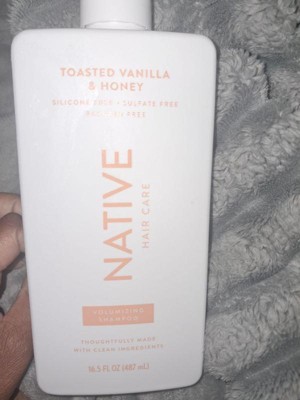 TOASTED VANILLA
& HONEY
SILICONE FREE • SULFATE FREE
NATIVE
HAIR CARE
VOLUMIZING
SHAMPOO
THOUGHTFULLY MADE
WITH CLEAN INGREDIENTS
16.5 FL OZ (487 mL)